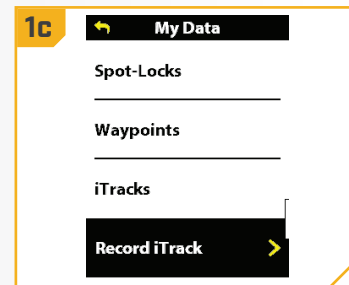 1c
My Data
Spot-Locks
Waypoints
iTracks
Record iTrack